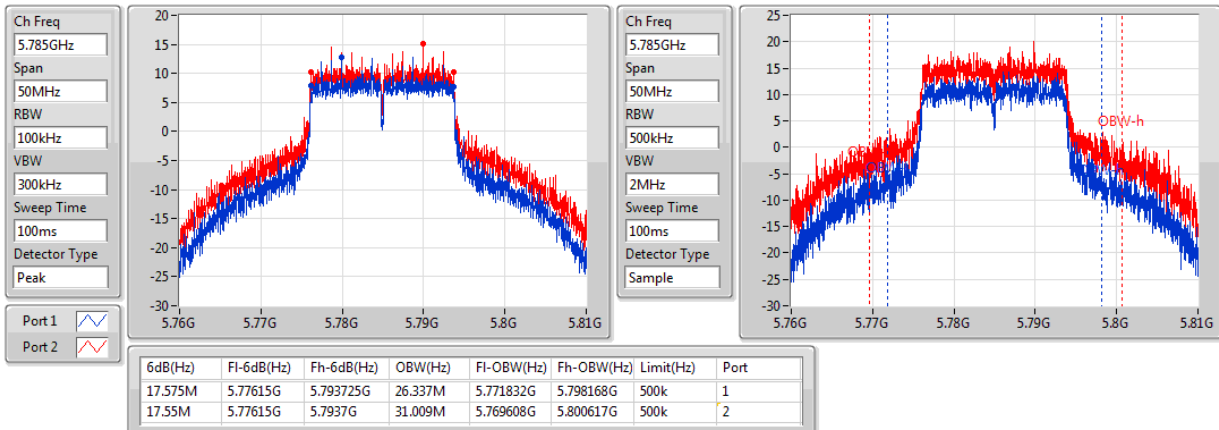 Ch Freq
5.785GHz
Span
50MHz
RBW
100kHz
VBW
300kHz
Sweep Time
100ms
Detector Type
Peak
Port 1
Port 2
20
15
10
5
0
-5
-10
-15
-20
-25
-30
5.76G 5.77G 5.78G 5.79G 5.8G 5.81G
Ch Freq
5.785GHz
Span
50MHz
RBW
500kHz
VBW
2MHz
Sweep Time
100ms
Detector Type
Sample
25
20
15
10
5
0
-5
-10
-15
-20
-25
-30
OBW-h
5.76G 5.77G 5.78G 5.79G 5.8G 5.81G
6dB(Hz) Fl-6dB(Hz) Fh-6dB(Hz) OBW(Hz) Fl-OBW(Hz) Fh-OBW(Hz) Limit(Hz) Port
17.575M 5.77615G 5.793725G 26.337M 5.771832G 5.798168G 500k 1
17.55M 5.77615G 5.7937G 31.009M 5.769608G 5.800617G 500k 2